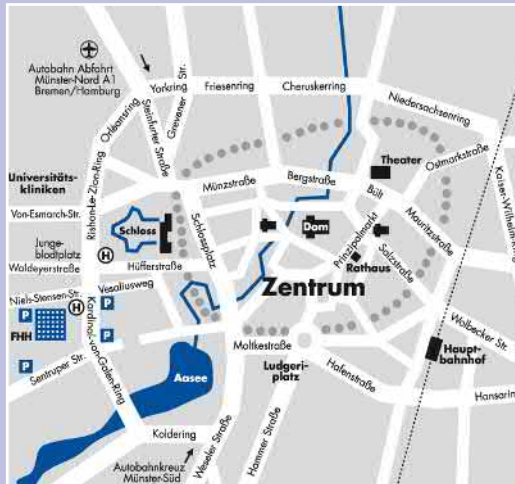 Autobahn Abfahrt
Münster-Nord A1
Bremen/Hamburg
Yorkring
Friesenring
Cheruskerring
Niedersachsenring
Orléansring
Steinfurter Straße
Grevener Str.
Rishon-Le-Zion-Ring
Universitäts-
kliniken
Münzstraße
Bergstraße
Theater
Ostmarkstraße
Kaiser-Wilhelm-Ring
Bült
Mauritzstraße
Von-Esmarch-Str.
Schloss
Schlossplatz
Dom
Prinzipalmarkt
Rathaus
Salzstraße
Junge-
blodtplatz
H
Waldeyerstraße
Hüfferstraße
Niels-Stensen-Str.
Vesaliusweg
Zentrum
H
P
P
FHH
P
P
Kardinal-von-Galen-Ring
Sentruper Str.
Aasee
Moltkestraße
Ludgeri-
platz
Hafenstraße
Wolbecker Str.
Haupt-
bahnhof
Hansarin
Koldering
Weseler Straße
Hammer Straße
Autobahnkreuz
Münster-Süd